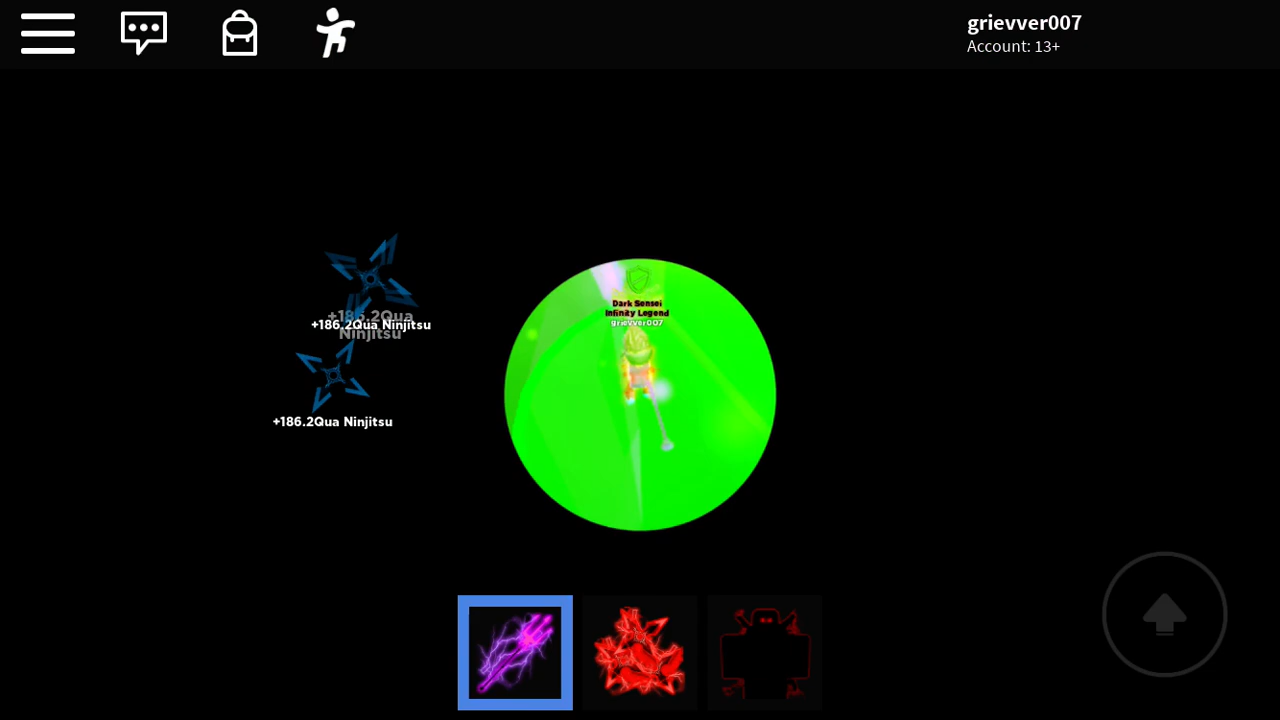 grievver007
Account: 13+
Dark Sensei
Infinity Legend
grievver007
+186.2Qua
Ninjitsu
+186.2Qua Ninjitsu
+186.2Qua Ninjitsu